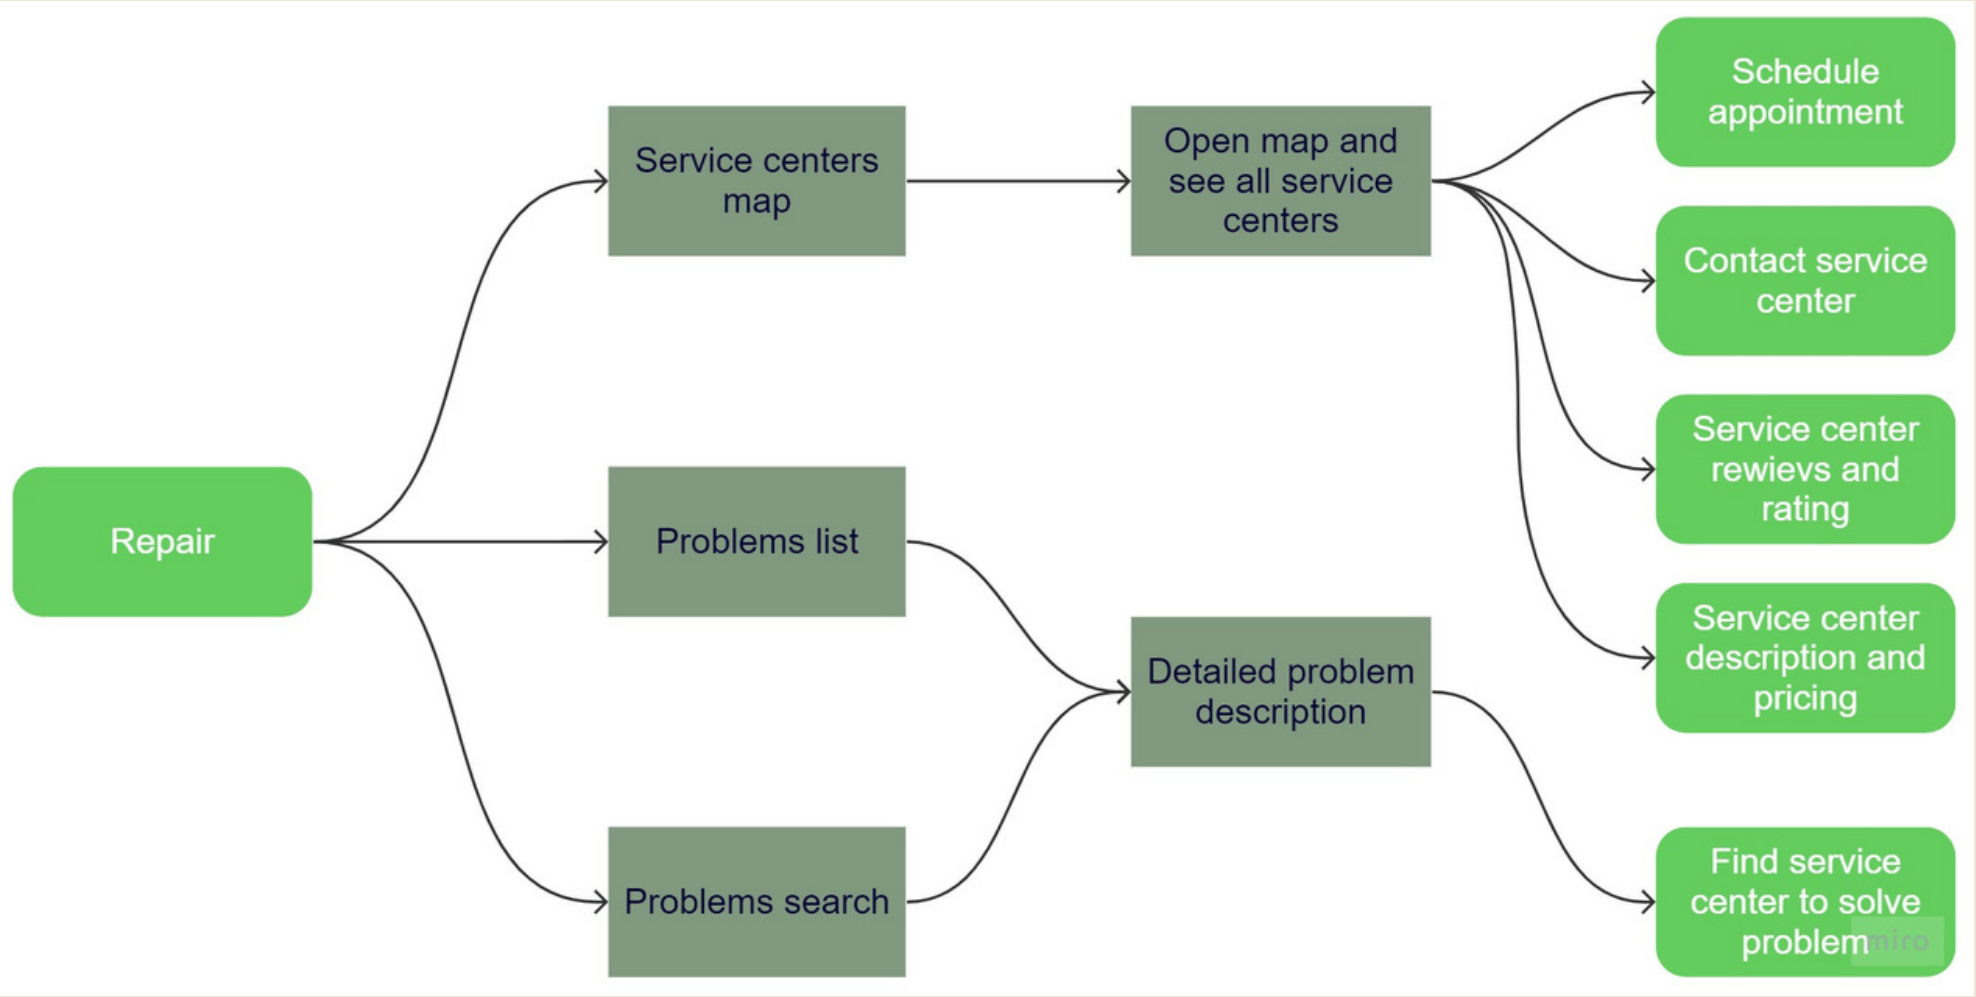 Schedule
appointment
Service centers
map
Open map and
see all service
centers
Contact service
center
Service center
rewievs and
rating
Repair
Problems list
Service center
description and
pricing
Detailed problem
description
Problems search
Find service
center to solve
problem
miro